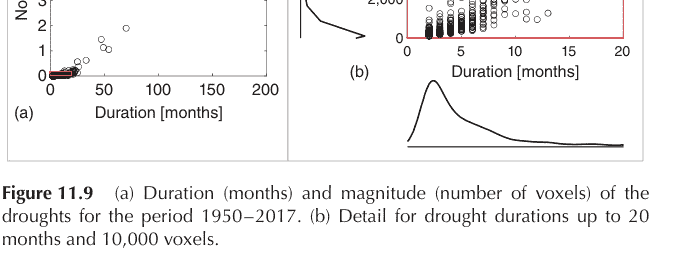 3
2
1
0
0 50 100 150 200
(a) Duration [months]
2,000
0
0 5 10 15 20
(b) Duration [months]
Figure 11.9 (a) Duration (months) and magnitude (number of voxels) of the
droughts for the period 1950–2017. (b) Detail for drought durations up to 20
months and 10,000 voxels.